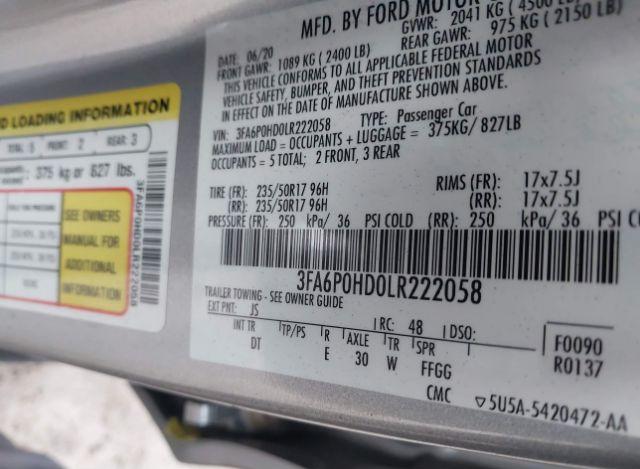 D LOADING INFORMATION
TOTAL: 5 FRONT: 2 REAR: 3
375 kg or 827 lbs.
SEE OWNERS
MANUAL FOR
ADDITIONAL
INFORMATION
3FA6P0HD0LR222058
MFD. BY FORD MOTOR
DATE: 06/20 GVWR: 2041 KG ( 4500 LB
FRONT GAWR: 1089 KG ( 2400 LB) REAR GAWR: 975 KG ( 2150 LB)
THIS VEHICLE CONFORMS TO ALL APPLICABLE FEDERAL MOTOR
VEHICLE SAFETY, BUMPER, AND THEFT PREVENTION STANDARDS
IN EFFECT ON THE DATE OF MANUFACTURE SHOWN ABOVE.
VIN: 3FA6P0HD0LR222058 TYPE: Passenger Car
MAXIMUM LOAD = OCCUPANTS + LUGGAGE = 375KG/ 827LB
OCCUPANTS = 5 TOTAL; 2 FRONT, 3 REAR
TIRE (FR): 235/50R17 96H RIMS (FR): 17x7.5J
(RR): 235/50R17 96H (RR): 17x7.5J
PRESSURE (FR): 250 kPa/ 36 PSI COLD (RR): 250 kPa/ 36 PSI CO
3FA6P0HD0LR222058
TRAILER TOWING - SEE OWNER GUIDE
EXT PNT: JS RC: 48 DSO: F0090
INT TR TP/PS R AXLE TR SPR R0137
DT E 30 W FFGG
CMC ▽5U5A-5420472-AA